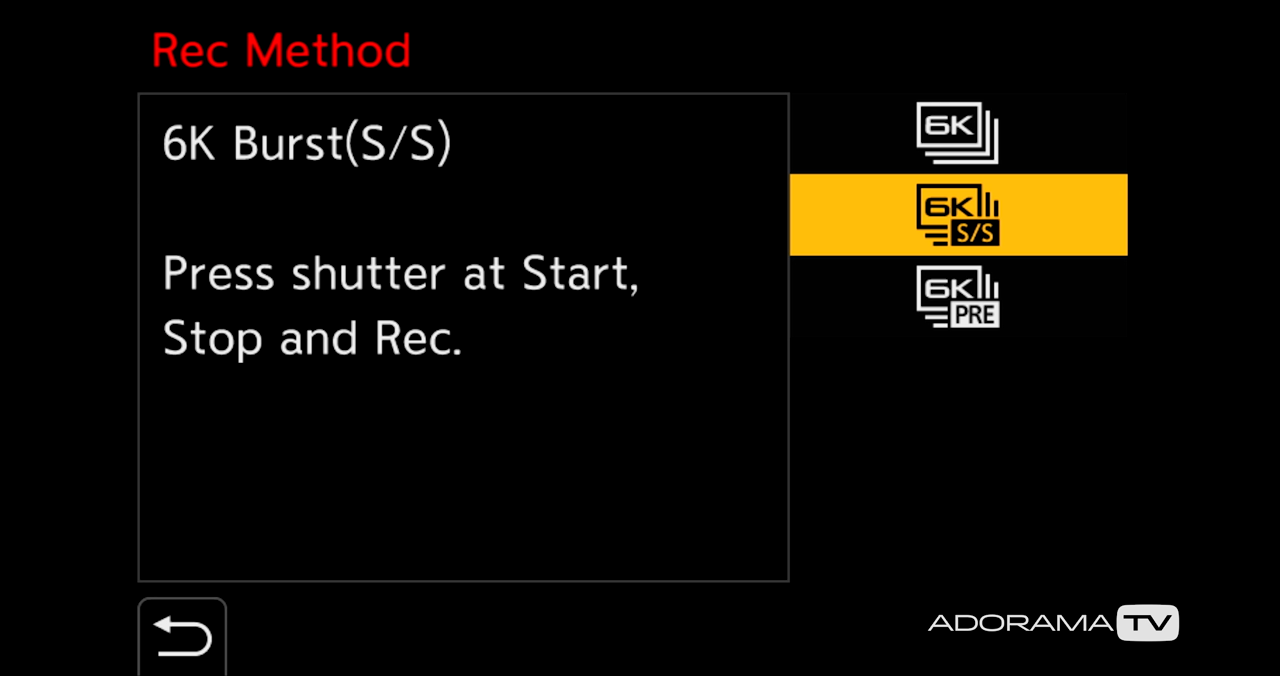 Rec Method
6K Burst(S/S)
Press shutter at Start,
Stop and Rec.
6K
6K
S/S
6K
PRE
ADORAMA TV